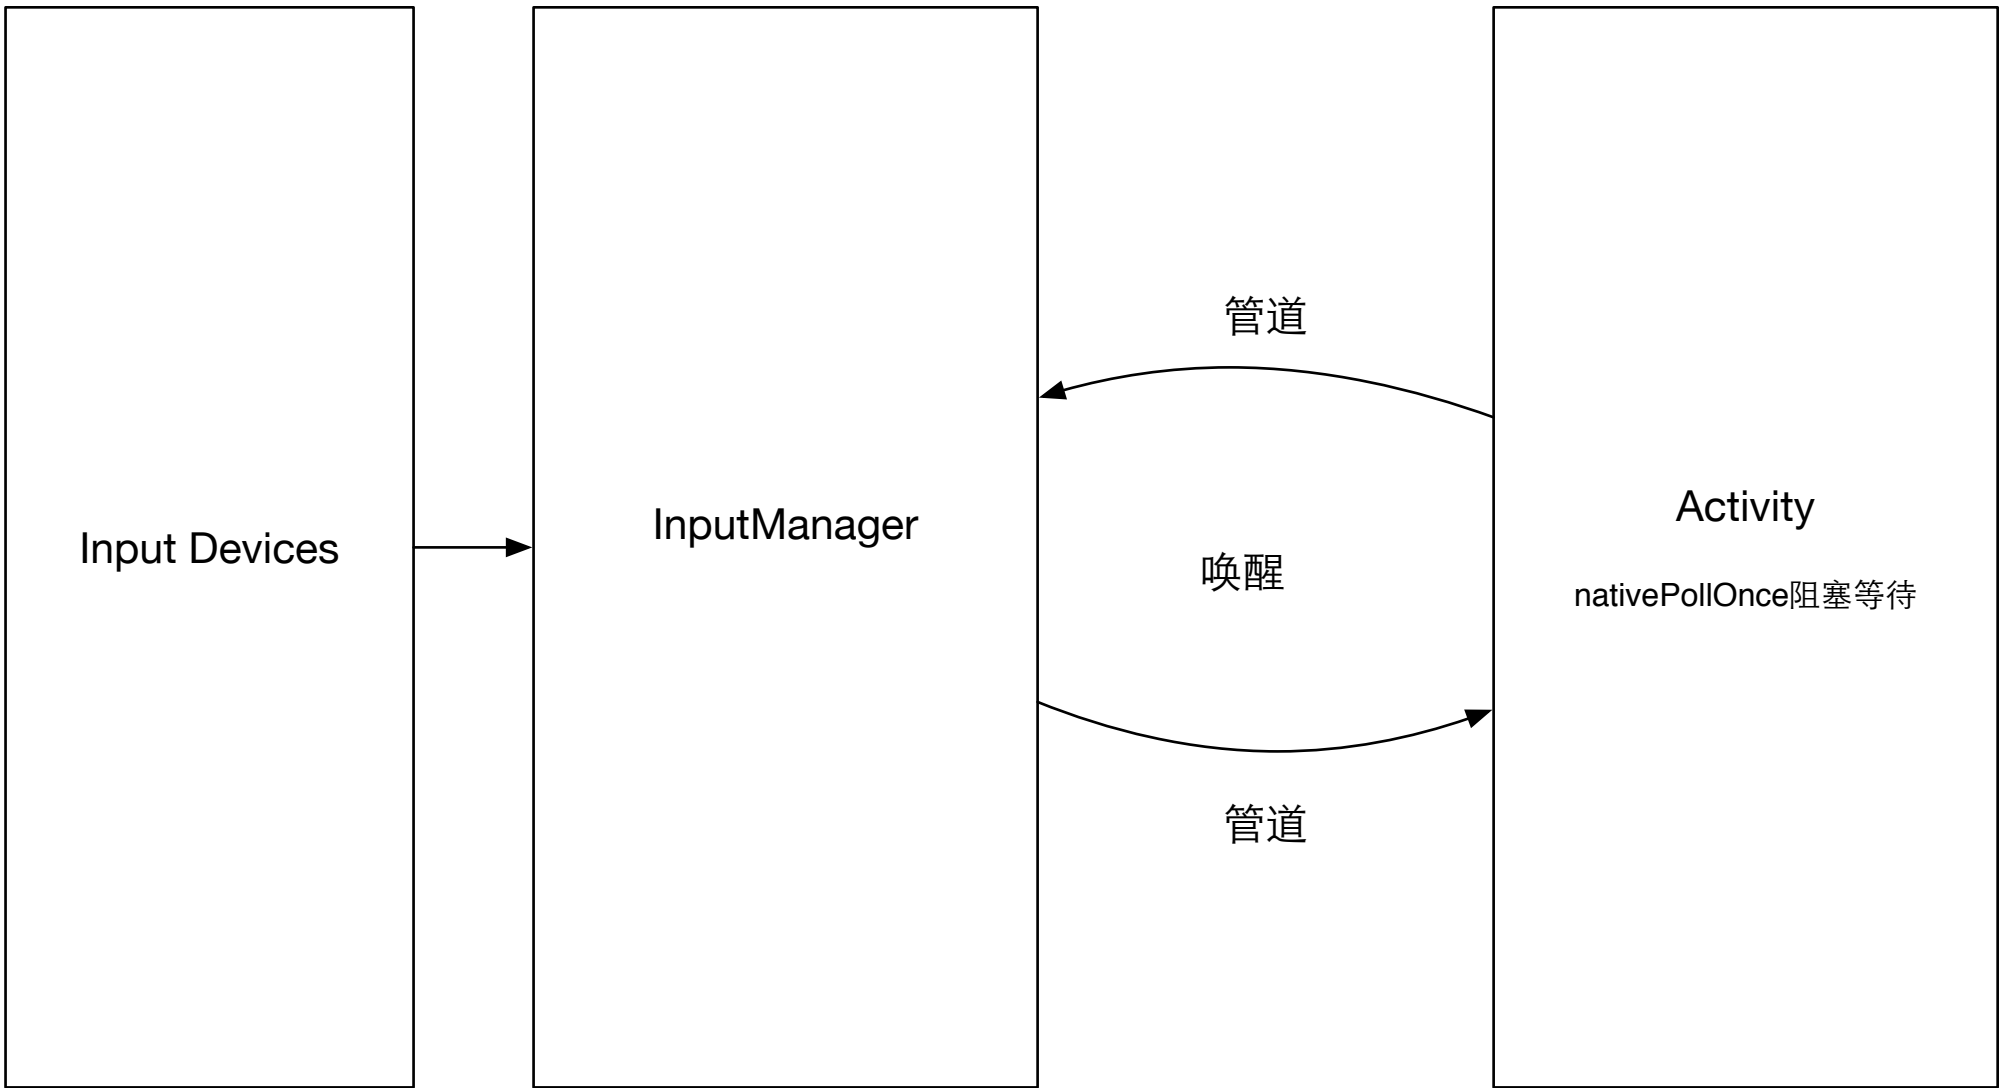 Input Devices
InputManager
管道
唤醒
管道
Activity
nativePollOnce阻塞等待